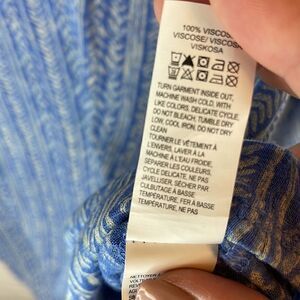 100% VISCOSE
VISCOSE/ VISCOSA
VISKOSA
TURN GARMENT INSIDE OUT,
MACHINE WASH COLD, WITH
LIKE COLORS, DELICATE CYCLE,
DO NOT BLEACH, TUMBLE DRY
LOW, COOL IRON, DO NOT DRY
CLEAN
TOURNER LE VÊTEMENT À
L'ENVERS, LAVER À LA
MACHINE À L'EAU FROIDE,
SÉPARER LES COULEURS,
CYCLE DÉLICATE, NE PAS
JAVELLISER, SÉCHER PAR
CULBUTAGE À BASSE
TEMPÉRATURE, FER À BASSE
TEMPÉRATURE, NE PAS
NETTOYER À